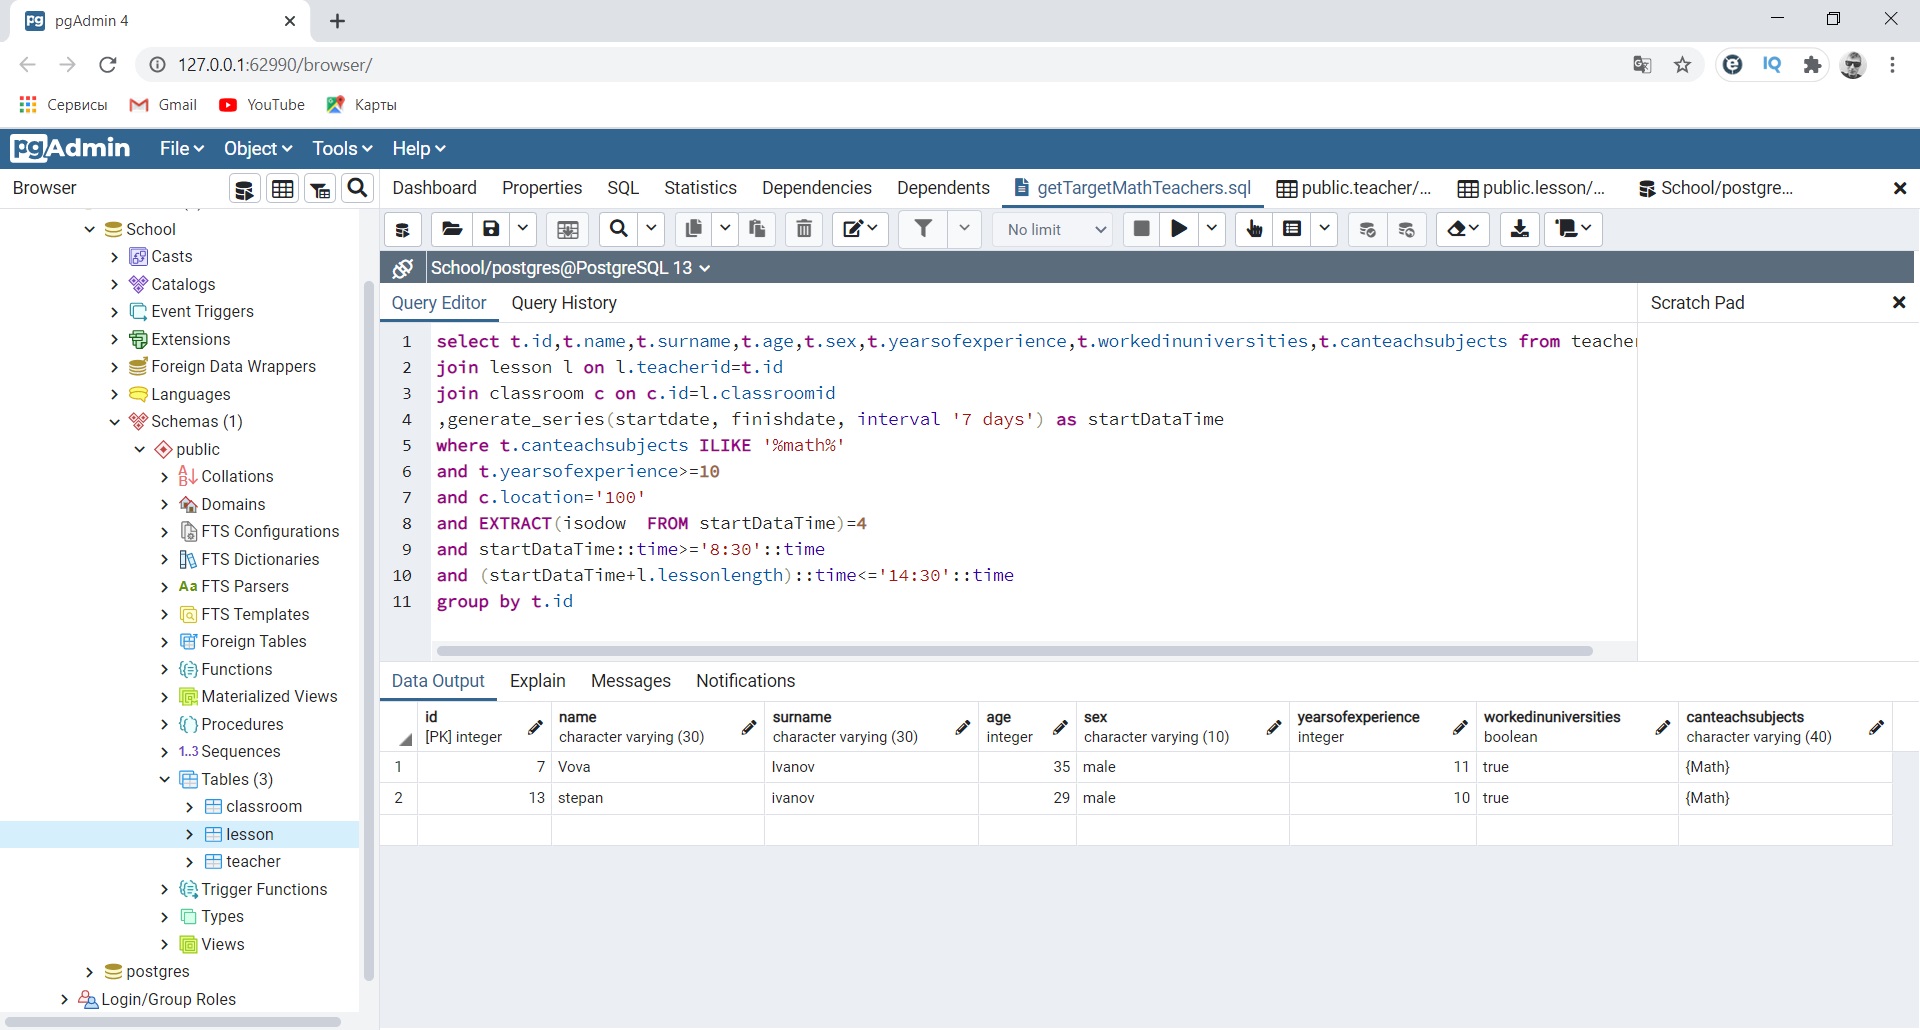 pgAdmin 4
127.0.0.1:62990/browser/
Сервисы Gmail YouTube Карты
pgAdmin File Object Tools Help
Browser
Dashboard Properties SQL Statistics Dependencies Dependents getTargetMathTeachers.sql public.teacher/... public.lesson/... School/postgre...
No limit
School/postgres@PostgreSQL 13
Query Editor Query History
Scratch Pad
School
Casts
Catalogs
Event Triggers
Extensions
Foreign Data Wrappers
Languages
Schemas (1)
public
Collations
Domains
FTS Configurations
FTS Dictionaries
Aa FTS Parsers
FTS Templates
Foreign Tables
Functions
Materialized Views
Procedures
1..3 Sequences
Tables (3)
classroom
lesson
teacher
Trigger Functions
Types
Views
postgres
Login/Group Roles
1 select t.id,t.name,t.surname,t.age,t.sex,t.yearsofexperience,t.workedinuniversities,t.canteachsubjects from teacher
2 join lesson l on l.teacherid=t.id
3 join classroom c on c.id=l.classroomid
4 ,generate_series(startdate, finishdate, interval '7 days') as startDataTime
5 where t.canteachsubjects ILIKE '%math%'
6 and t.yearsofexperience>=10
7 and c.location='100'
8 and EXTRACT(isodow  FROM startDataTime)=4
9 and startDataTime::time>='8:30'::time
10 and (startDataTime+l.lessonlength)::time<='14:30'::time
11 group by t.id
Data Output Explain Messages Notifications
id name surname age sex yearsofexperience workedinuniversities canteachsubjects
[PK] integer character varying (30) character varying (30) integer character varying (10) integer boolean character varying (40)
1 7 Vova Ivanov 35 male 11 true {Math}
2 13 stepan ivanov 29 male 10 true {Math}